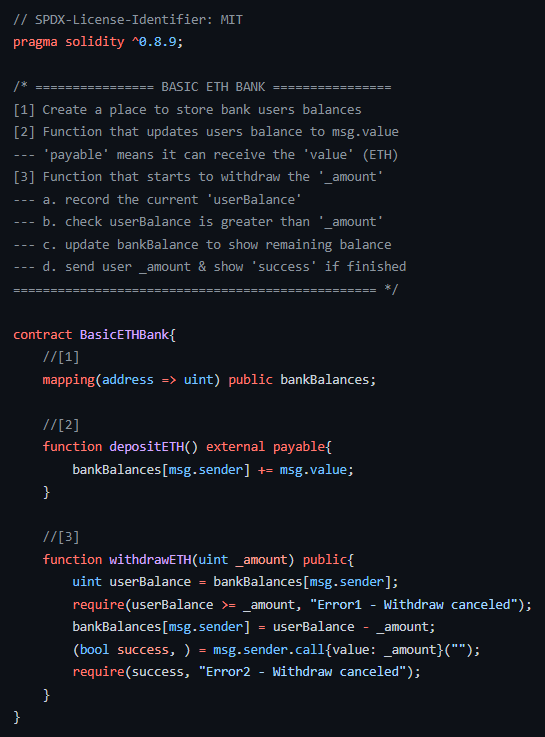 // SPDX-License-Identifier: MIT
pragma solidity ^0.8.9;
/* ================ BASIC ETH BANK ================
[1] Create a place to store bank users balances
[2] Function that updates users balance to msg.value
--- 'payable' means it can receive the 'value' (ETH)
[3] Function that starts to withdraw the '_amount'
--- a. record the current 'userBalance'
--- b. check userBalance is greater than '_amount'
--- c. update bankBalance to show remaining balance
--- d. send user _amount & show 'success' if finished
================================================= */
contract BasicETHBank{
    //[1]
    mapping(address => uint) public bankBalances;
    //[2]
    function depositETH() external payable{
        bankBalances[msg.sender] += msg.value;
    }
    //[3]
    function withdrawETH(uint _amount) public{
        uint userBalance = bankBalances[msg.sender];
        require(userBalance >= _amount, "Error1 - Withdraw canceled");
        bankBalances[msg.sender] = userBalance - _amount;
        (bool success, ) = msg.sender.call{value: _amount}("");
        require(success, "Error2 - Withdraw canceled");
    }
}